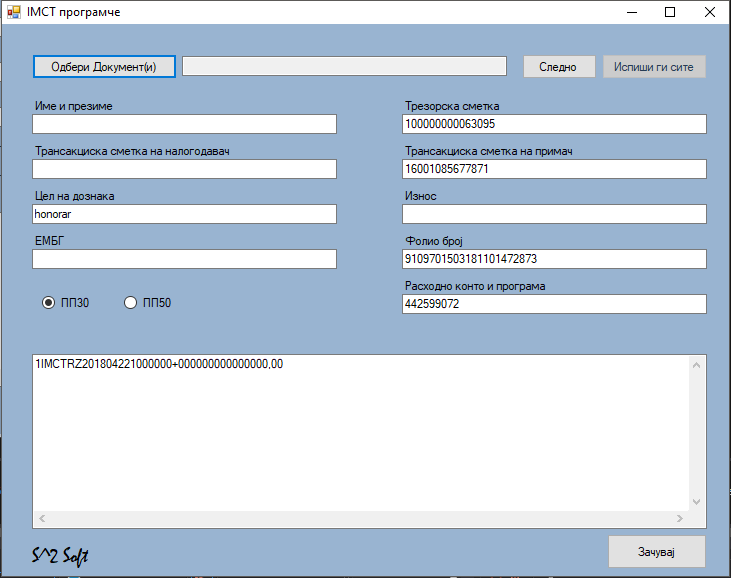 IMCT програмче
Одбери Документ(и)
Следно
Испиши ги сите
Име и презиме
Трезорска сметка
100000000063095
Трансакциска сметка на налогодавач
Трансакциска сметка на примач
16001085677871
Цел на дознака
Износ
honorar
ЕМБГ
Фолио број
9109701503181101472873
Расходно конто и програма
ПП30
ПП50
442599072
1IMCTRZ201804221000000+000000000000000,00
S^2 Soft
Зачувај